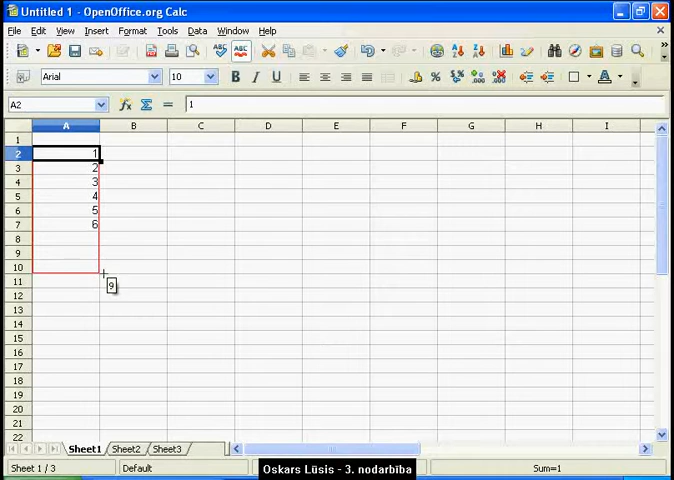 Untitled 1 - OpenOffice.org Calc
File Edit View Insert Format Tools Data Window Help
Arial 10 B I U
A2 1
A B C D E F G H I
1
2 1
3 2
4 3
5 4
6 5
7 6
8
9
10
9
11
12
13
14
15
16
17
18
19
20
21
22
Sheet1 Sheet2 Sheet3
Sheet 1 / 3 Default Sum=1
Oskars Lūsis - 3. nodarbība